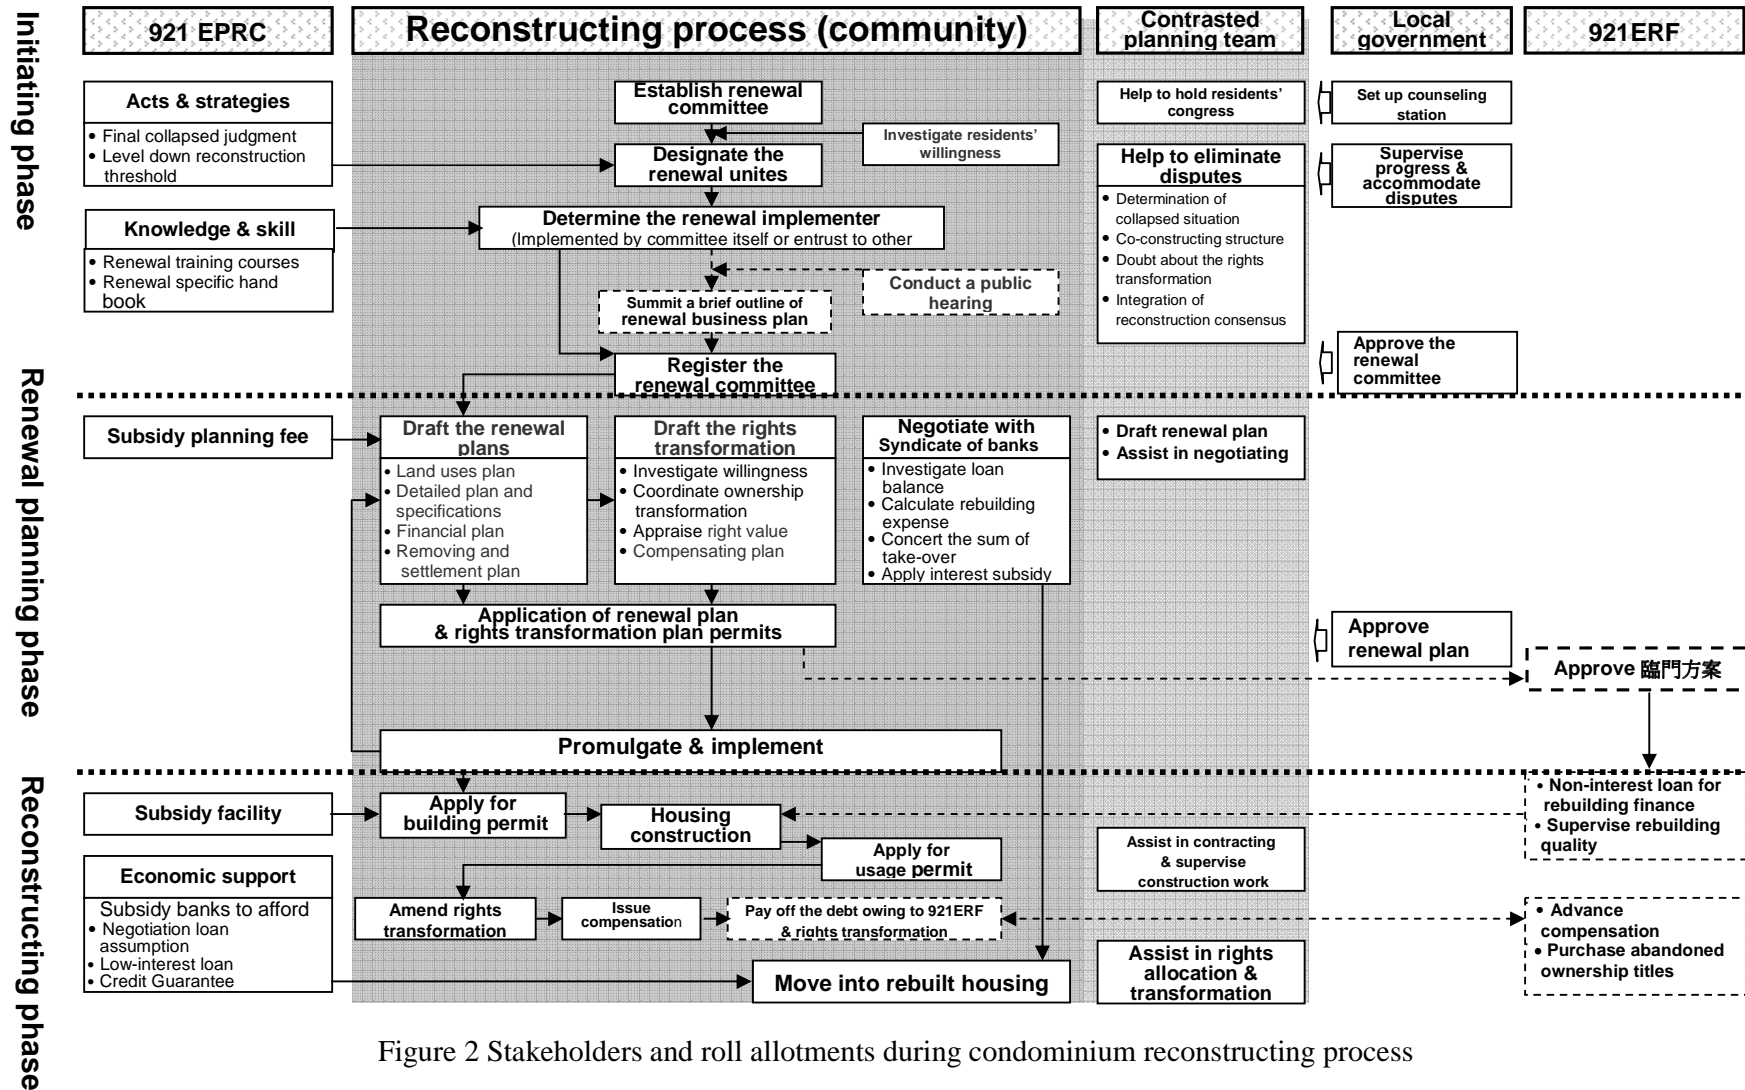 921 EPRC
Reconstructing process (community)
Contrasted
planning team
Local
government
921ERF
Initiating phase
Acts & strategies
• Final collapsed judgment
• Level down reconstruction
threshold
Knowledge & skill
• Renewal training courses
• Renewal specific hand
book
Establish renewal
committee
Investigate residents'
willingness
Designate the
renewal unites
Determine the renewal implementer
(Implemented by committee itself or entrust to other
Conduct a public
hearing
Summit a brief outline of
renewal business plan
Register the
renewal committee
Help to hold residents'
congress
Help to eliminate
disputes
• Determination of
collapsed situation
• Co-constructing structure
• Doubt about the rights
transformation
• Integration of
reconstruction consensus
Set up counseling
station
Supervise
progress &
accommodate
disputes
Approve the
renewal
committee
Renewal planning phase
Subsidy planning fee
Draft the renewal
plans
• Land uses plan
• Detailed plan and
specifications
• Financial plan
• Removing and
settlement plan
Draft the rights
transformation
• Investigate willingness
• Coordinate ownership
transformation
• Appraise right value
• Compensating plan
Negotiate with
Syndicate of banks
• Investigate loan
balance
• Calculate rebuilding
expense
• Concert the sum of
take-over
• Apply interest subsidy
• Draft renewal plan
• Assist in negotiating
Application of renewal plan
& rights transformation plan permits
Approve
renewal plan
Approve 臨門方案
Promulgate & implement
Reconstructing phase
Subsidy facility
Economic support
Subsidy banks to afford
• Negotiation loan
assumption
• Low-interest loan
• Credit Guarantee
Apply for
building permit
Housing
construction
Apply for
usage permit
Amend rights
transformation
Issue
compensation
Pay off the debt owing to 921ERF
& rights transformation
Move into rebuilt housing
Assist in contracting
& supervise
construction work
Assist in rights
allocation &
transformation
• Non-interest loan for
rebuilding finance
• Supervise rebuilding
quality
• Advance
compensation
• Purchase abandoned
ownership titles
Figure 2 Stakeholders and roll allotments during condominium reconstructing process